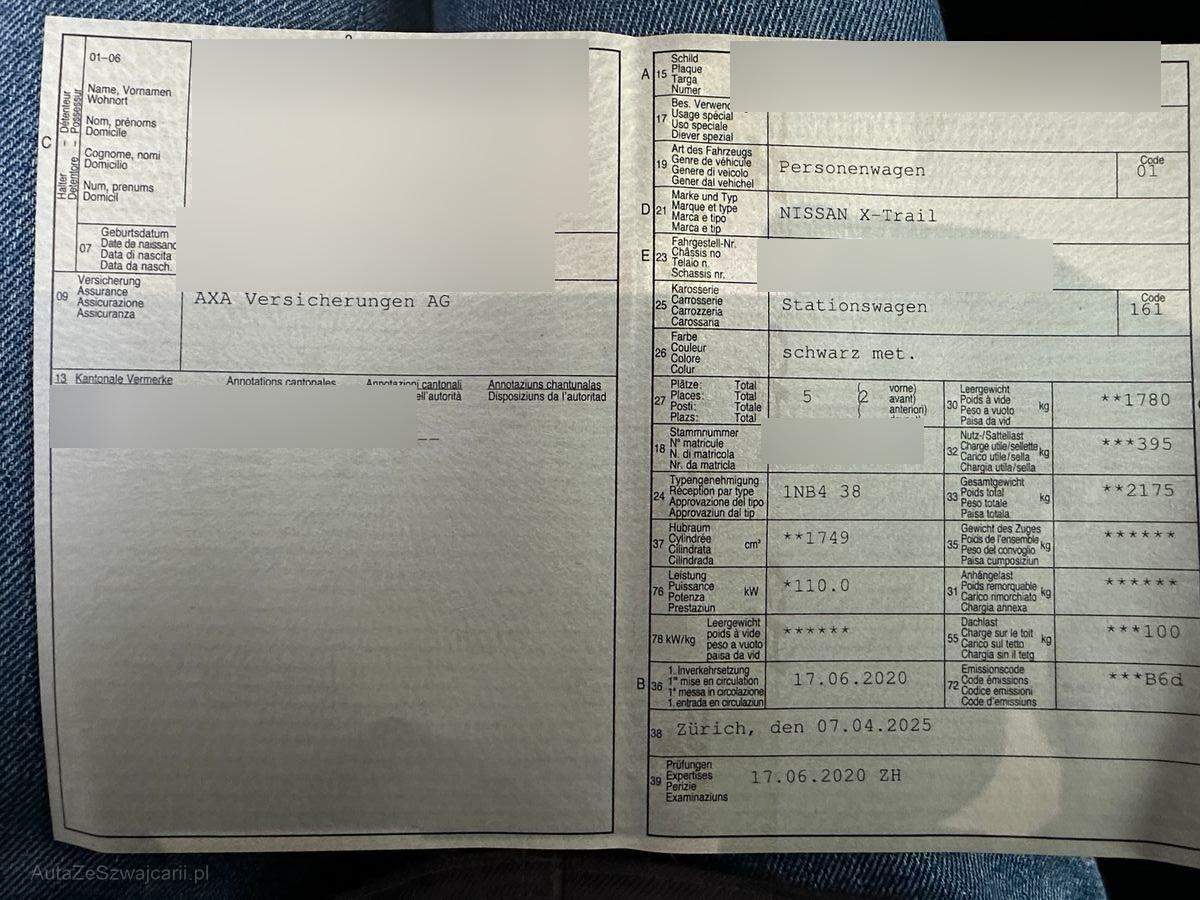 01-06
Halter - Détenteur
Detentore - Possessur
C
Name, Vornamen
Wohnort
Nom, prénoms
Domicile
Cognome, nomi
Domicilio
Num, prenums
Domicil
07
Geburtsdatum
Date de naissanc
Data di nascita
Data da nasch.
09
Versicherung
Assurance
Assicurazione
Assicuranza
AXA Versicherungen AG
13 Kantonale Vermerke
Annotations cantonales
Annotazioni cantonali
ell'autorità
Annotaziuns chantunalas
Disposiziuns da l'autoritad
A 15
Schild
Plaque
Targa
Numer
17
Bes. Verwend
Usage spécial
Uso speciale
Diever spezial
19
Art des Fahrzeugs
Genre de véhicule
Genere di veicolo
Gener dal vehichel
Personenwagen
Code
01
D 21
Marke und Typ
Marque et type
Marca e tipo
Marca e tip
NISSAN X-Trail
E 23
Fahrgestell-Nr.
Châssis no
Telaio n.
Schassis nr.
25
Karosserie
Carrosserie
Carrozzeria
Carossaria
Stationswagen
Code
161
26
Farbe
Couleur
Colore
Colur
schwarz met.
27
Plätze: Total
Places: Total
Posti: Totale
Plazs: Total
5 (2
vorne)
avant)
anteriori)
30
Leergewicht
Poids à vide
Peso a vuoto
Paisa da vid
kg
**1780
18
Stammnummer
N° matricule
N. di matricola
Nr. da matricla
32
Nutz-/Sattellast
Charge utile/sellette
Carico utile/sella
Chargia utila/sella
kg
***395
24
Typengenehmigung
Réception par type
Approvazione del tipo
Approvaziun dal tip
1NB4 38
33
Gesamtgewicht
Poids total
Peso totale
Paisa totala
kg
**2175
37
Hubraum
Cylindrée
Cilindrata
Cilindrada
cm³
**1749
35
Gewicht des Zuges
Poids de l'ensemble
Peso del convoglio
Paisa cumposiziun
kg
******
76
Leistung
Puissance
Potenza
Prestaziun
kW
*110.0
31
Anhängelast
Poids remorquable
Carico rimorchiato
Chargia annexa
kg
******
78 kW/kg
Leergewicht
poids à vide
peso a vuoto
paisa da vid
******
55
Dachlast
Charge sur le toit
Carico sul tetto
Chargia sin il tetg
kg
***100
B 36
1. Inverkehrsetzung
1re mise en circulation
1a messa in circolazione
1. entrada en circulaziun
17.06.2020
72
Emissionscode
Code émissions
Codice emissioni
Code d'emissiuns
***B6d
38 Zürich, den 07.04.2025
39
Prüfungen
Expertises
Perizie
Examinaziuns
17.06.2020 ZH
AutaZeSzwajcarii.pl